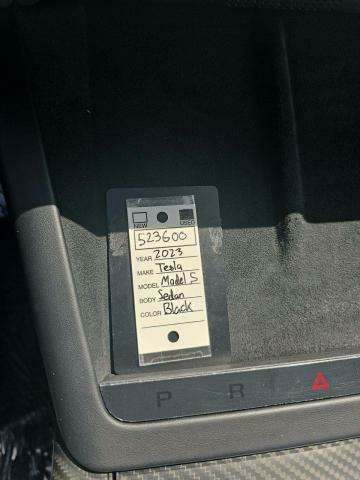 NEW USED
523600
YEAR 2023
MAKE Tesla
MODEL Model S
BODY Sedan
COLOR Black
P R